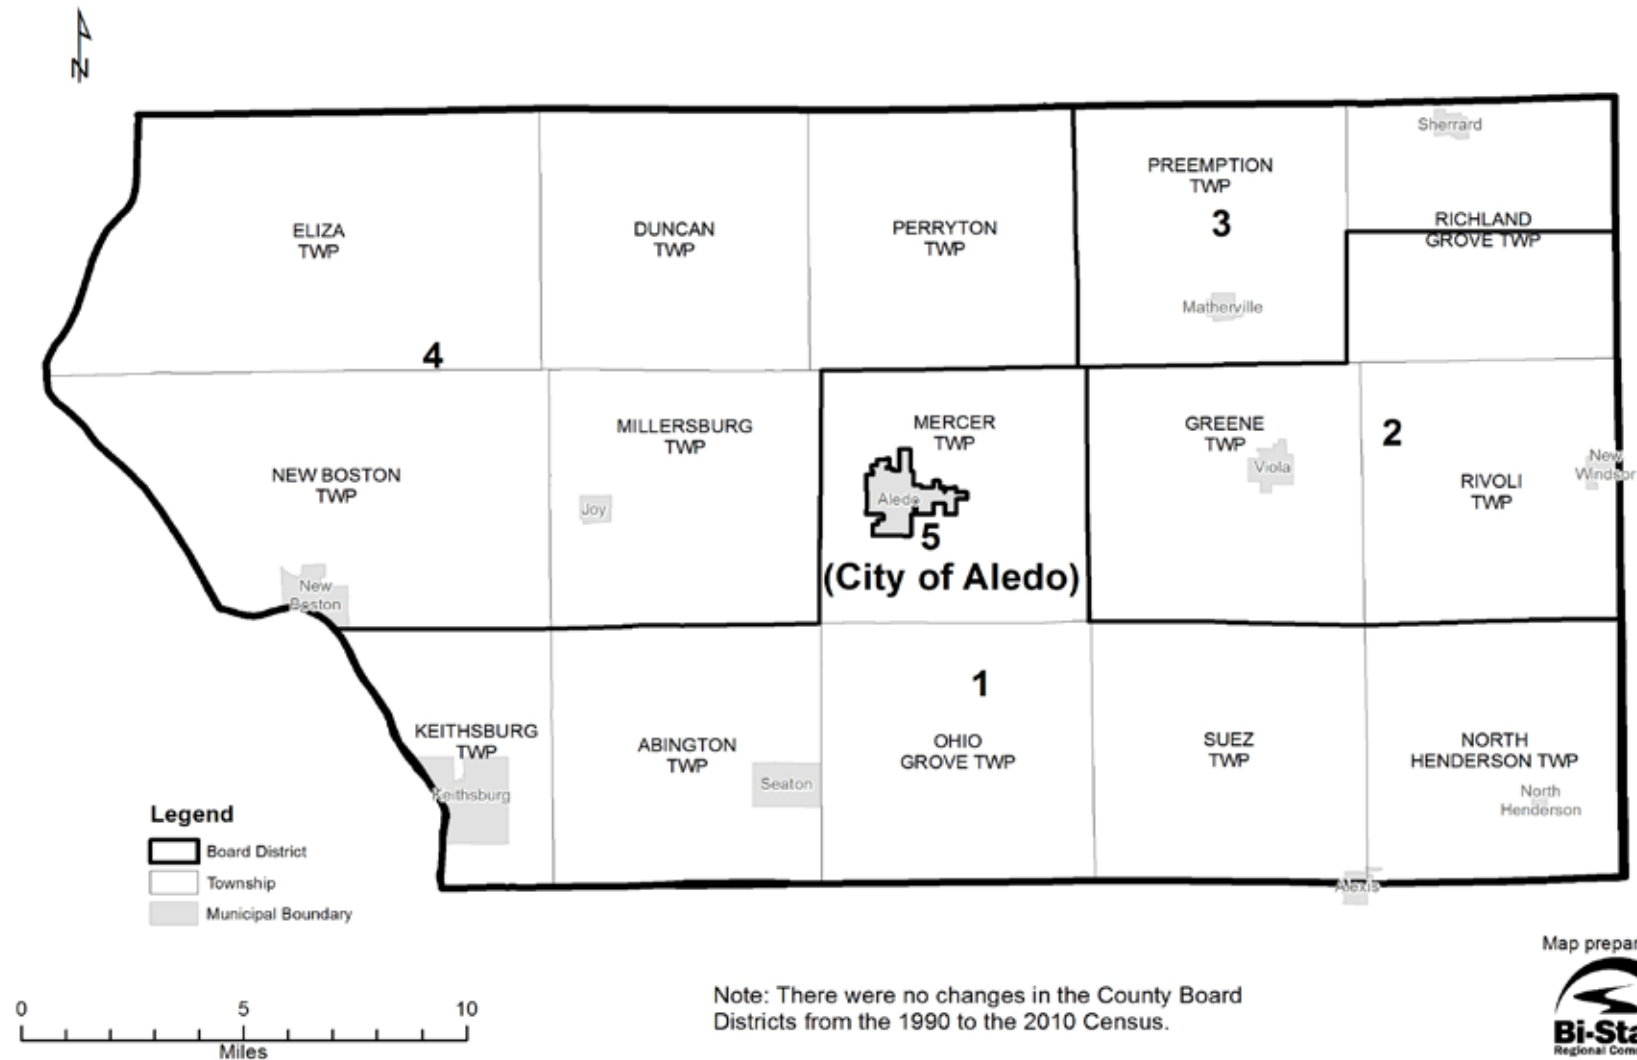 N
Sherrard
PREEMPTION
TWP
3
RICHLAND
GROVE TWP
ELIZA
TWP
DUNCAN
TWP
PERRYTON
TWP
Matherville
4
MILLERSBURG
TWP
MERCER
TWP
GREENE
TWP
2
Viola
New
Windsor
NEW BOSTON
TWP
RIVOLI
TWP
Joy
Aledo
5
(City of Aledo)
New
Boston
1
KEITHSBURG
TWP
ABINGTON
TWP
OHIO
GROVE TWP
SUEZ
TWP
NORTH
HENDERSON TWP
Keithsburg
Seaton
North
Henderson
Alexis
Legend
Board District
Township
Municipal Boundary
0 5 10
Miles
Note: There were no changes in the County Board
Districts from the 1990 to the 2010 Census.
Map prepar
Bi-Sta
Regional Com